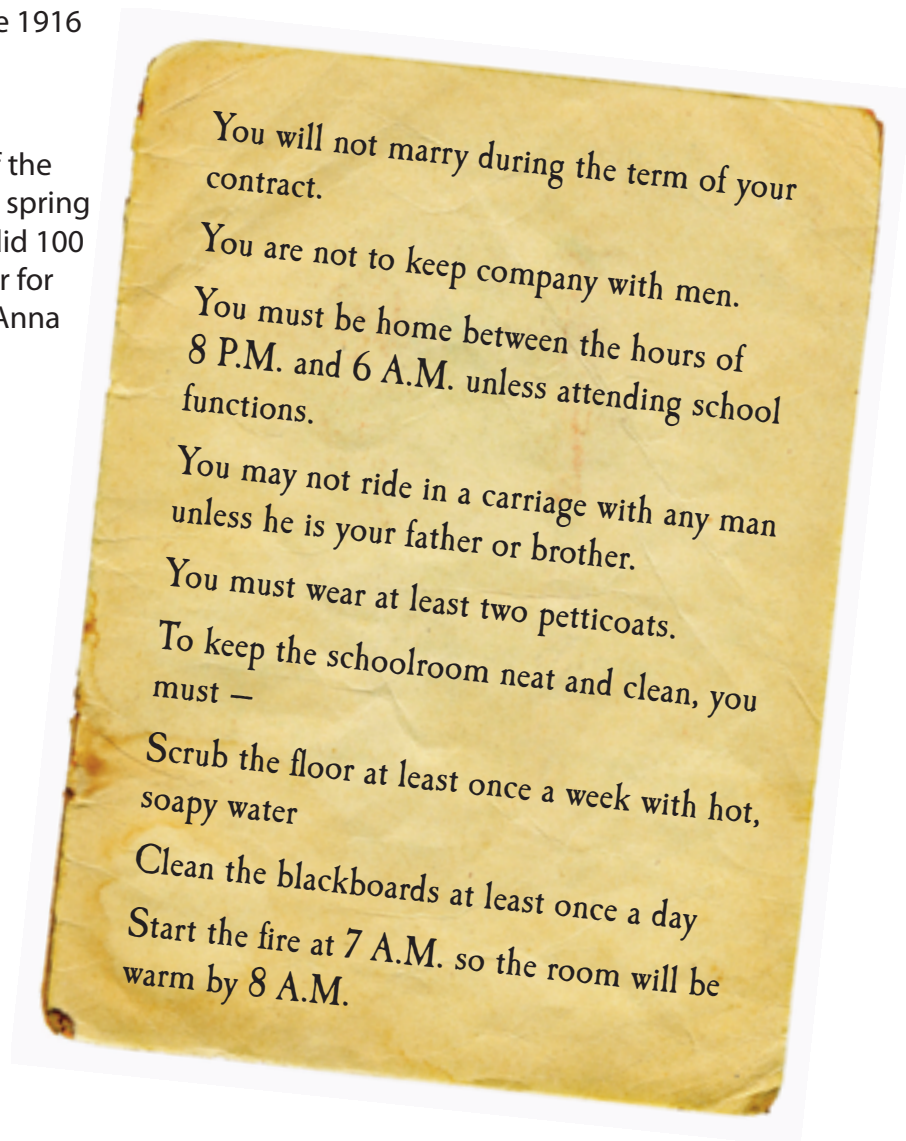 e 1916
f the
spring
lid 100
r for
Anna
You will not marry during the term of your
contract.
You are not to keep company with men.
You must be home between the hours of
8 P.M. and 6 A.M. unless attending school
functions.
You may not ride in a carriage with any man
unless he is your father or brother.
You must wear at least two petticoats.
To keep the schoolroom neat and clean, you
must –
Scrub the floor at least once a week with hot,
soapy water
Clean the blackboards at least once a day
Start the fire at 7 A.M. so the room will be
warm by 8 A.M.